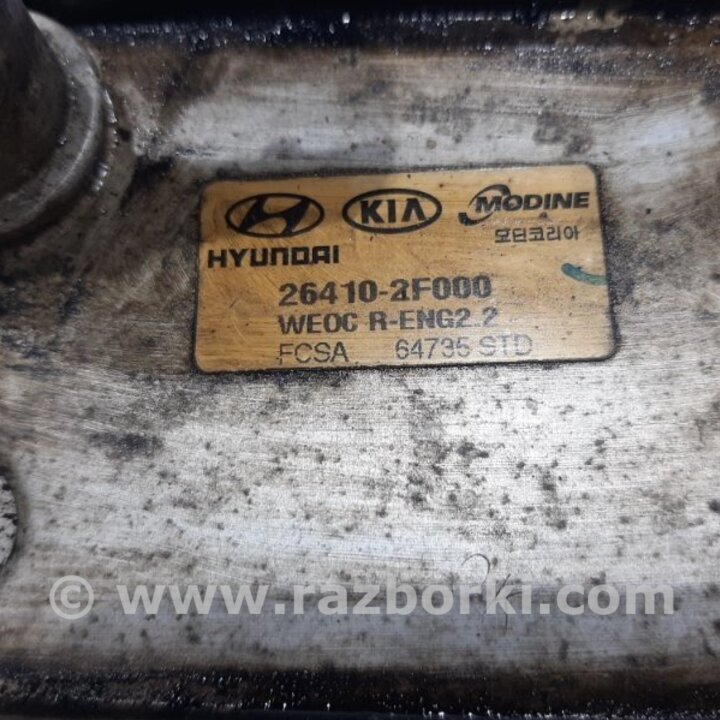 KIA MODINE
HYUNDAI 모딘코리아
26410-2F000
WEOC R-ENG2.2
FCSA 64735 STD
© www.razborki.com